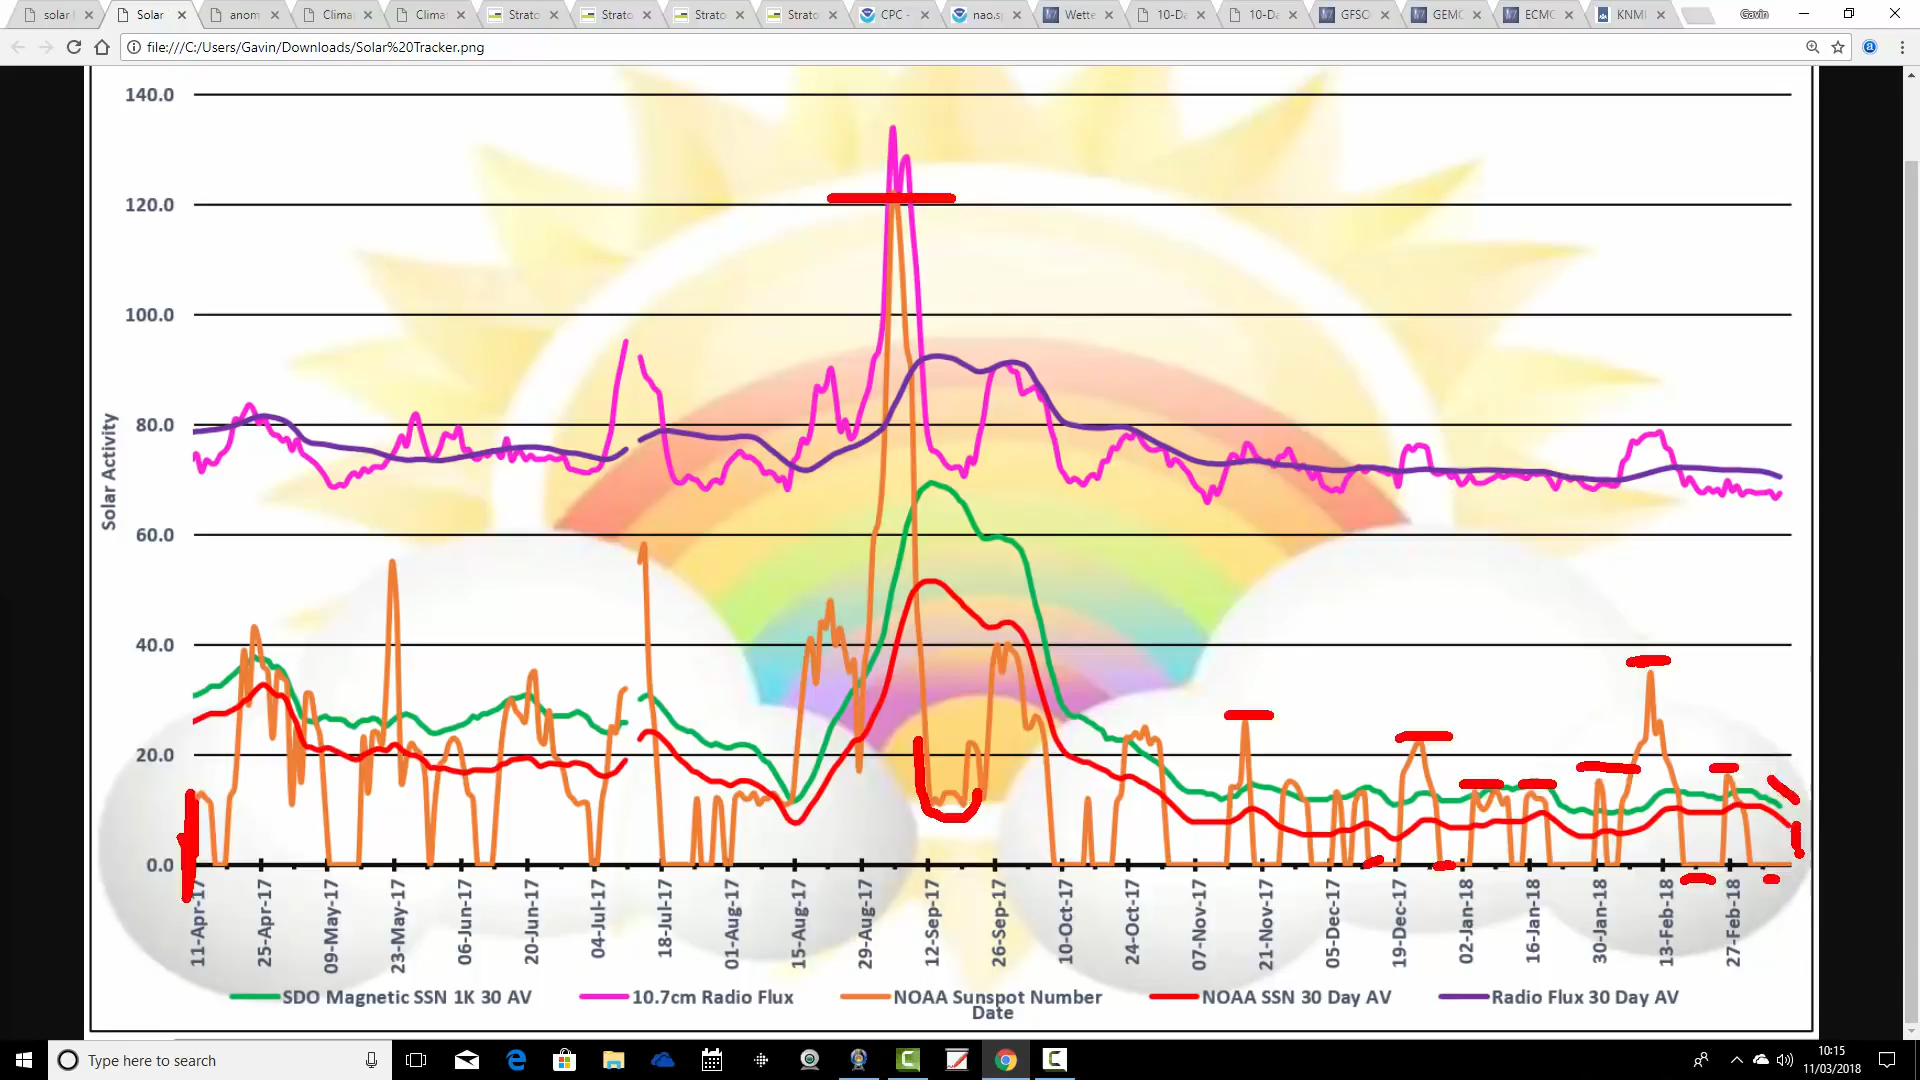 solar
Solar
anom
Clima
Clima
Strato
Strato
Strato
Strato
CPC -
nao.s
Wette
10-Da
10-Da
GFSO
GEMC
ECMC
KNMI
Gavin
file:///C:/Users/Gavin/Downloads/Solar%20Tracker.png
140.0
120.0
100.0
80.0
60.0
40.0
20.0
0.0
Solar Activity
11-Apr-17
25-Apr-17
09-May-17
23-May-17
06-Jun-17
20-Jun-17
04-Jul-17
18-Jul-17
01-Aug-17
15-Aug-17
29-Aug-17
12-Sep-17
26-Sep-17
10-Oct-17
24-Oct-17
07-Nov-17
21-Nov-17
05-Dec-17
19-Dec-17
02-Jan-18
16-Jan-18
30-Jan-18
13-Feb-18
27-Feb-18
SDO Magnetic SSN 1K 30 AV
10.7cm Radio Flux
NOAA Sunspot Number
NOAA SSN 30 Day AV
Radio Flux 30 Day AV
Date
Type here to search
10:15
11/03/2018